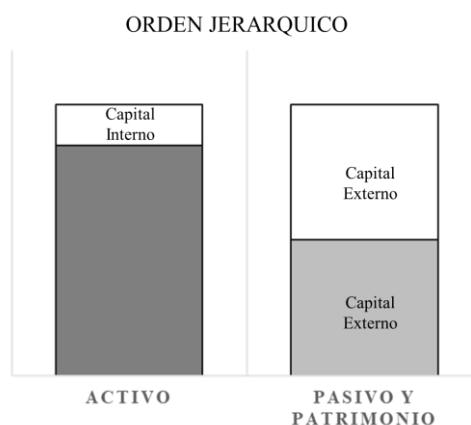 ORDEN JERARQUICO
Capital
Interno
Capital
Externo
Capital
Externo
ACTIVO
PASIVO Y
PATRIMONIO